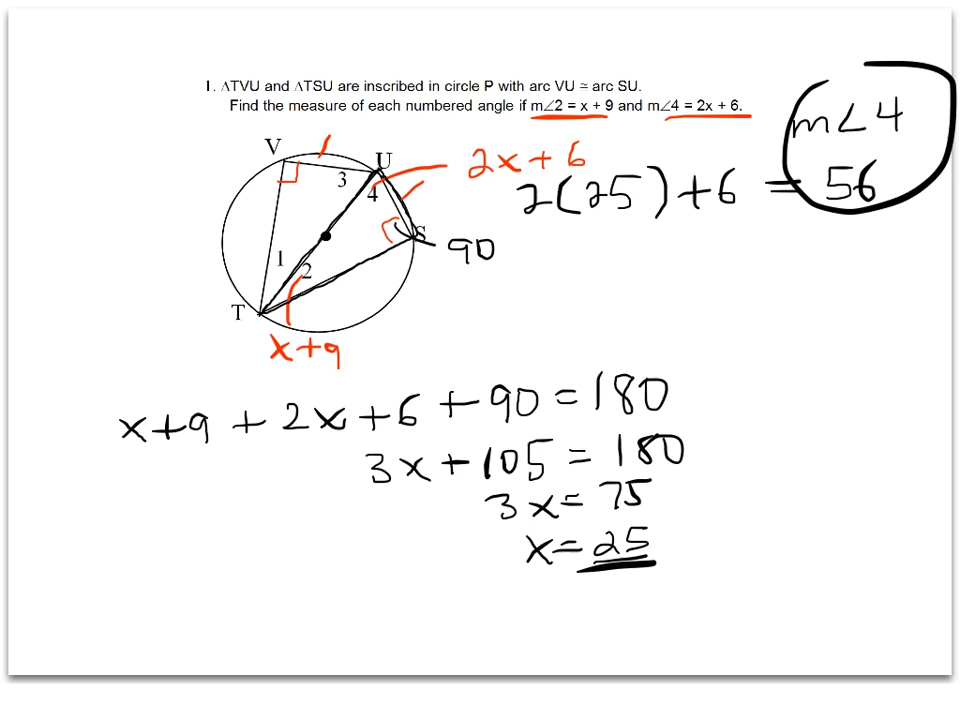 1. ΔTVU and ΔTSU are inscribed in circle P with arc VU ≅ arc SU.
Find the measure of each numbered angle if m∠2 = x + 9 and m∠4 = 2x + 6.
m∠4
2x + 6
2(25) + 6 = 56
V
U
3
4
S
90
1
2
T
x+9
x+9 + 2x+6 + 90 = 180
3x + 105 = 180
3x = 75
x = 25